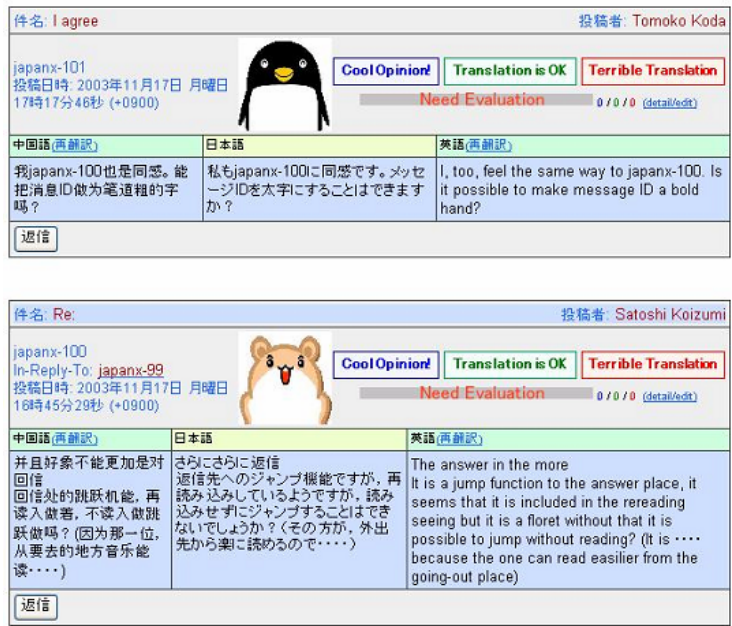 件名: I agree 投稿者: Tomoko Koda
japanx-101
投稿日時: 2003年11月17日 月曜日
17時17分46秒 (+0900)
Cool Opinion! Translation is OK Terrible Translation
Need Evaluation 0 / 0 / 0 (detail/edit)
中国語(再翻訳) 日本語 英語(再翻訳)
我japanx-100也是同感。能
把消息ID做为笔道粗的字
吗？
私もjapanx-100に同感です。メッセ
ージIDを太字にすることはできます
か？
I, too, feel the same way to japanx-100. Is
it possible to make message ID a bold
hand?
返信
件名: Re: 投稿者: Satoshi Koizumi
japanx-100
In-Reply-To: japanx-99
投稿日時: 2003年11月17日 月曜日
16時45分29秒 (+0900)
Cool Opinion! Translation is OK Terrible Translation
Need Evaluation 0 / 0 / 0 (detail/edit)
中国語(再翻訳) 日本語 英語(再翻訳)
并且好象不能更加是对
回信
回信处的跳跃机能，再
读入做着，不读入做跳
跃做吗？(因为那一位,
从要去的地方音乐能
读････)
さらにさらに返信
返信先へのジャンプ機能ですが，再
読み込みしているようですが，読み
込みせずにジャンプすることはでき
ないでしょうか？(その方が，外出
先から楽に読めるので････)
The answer in the more
It is a jump function to the answer place, it
seems that it is included in the rereading
seeing but it is a floret without that it is
possible to jump without reading? (It is ････
because the one can read easilier from the
going-out place)
返信